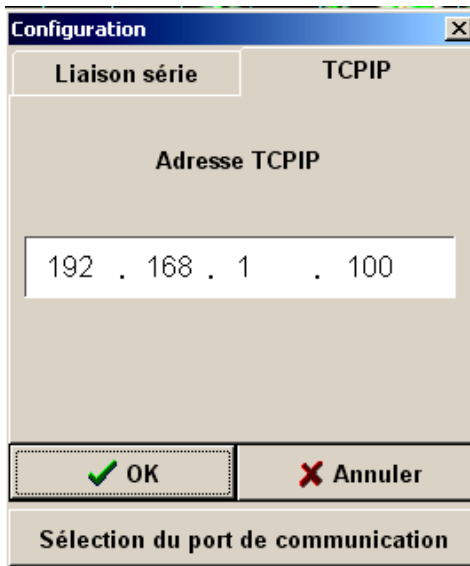 Configuration
Liaison série TCPIP
Adresse TCPIP
192 . 168 . 1 . 100
OK Annuler
Sélection du port de communication